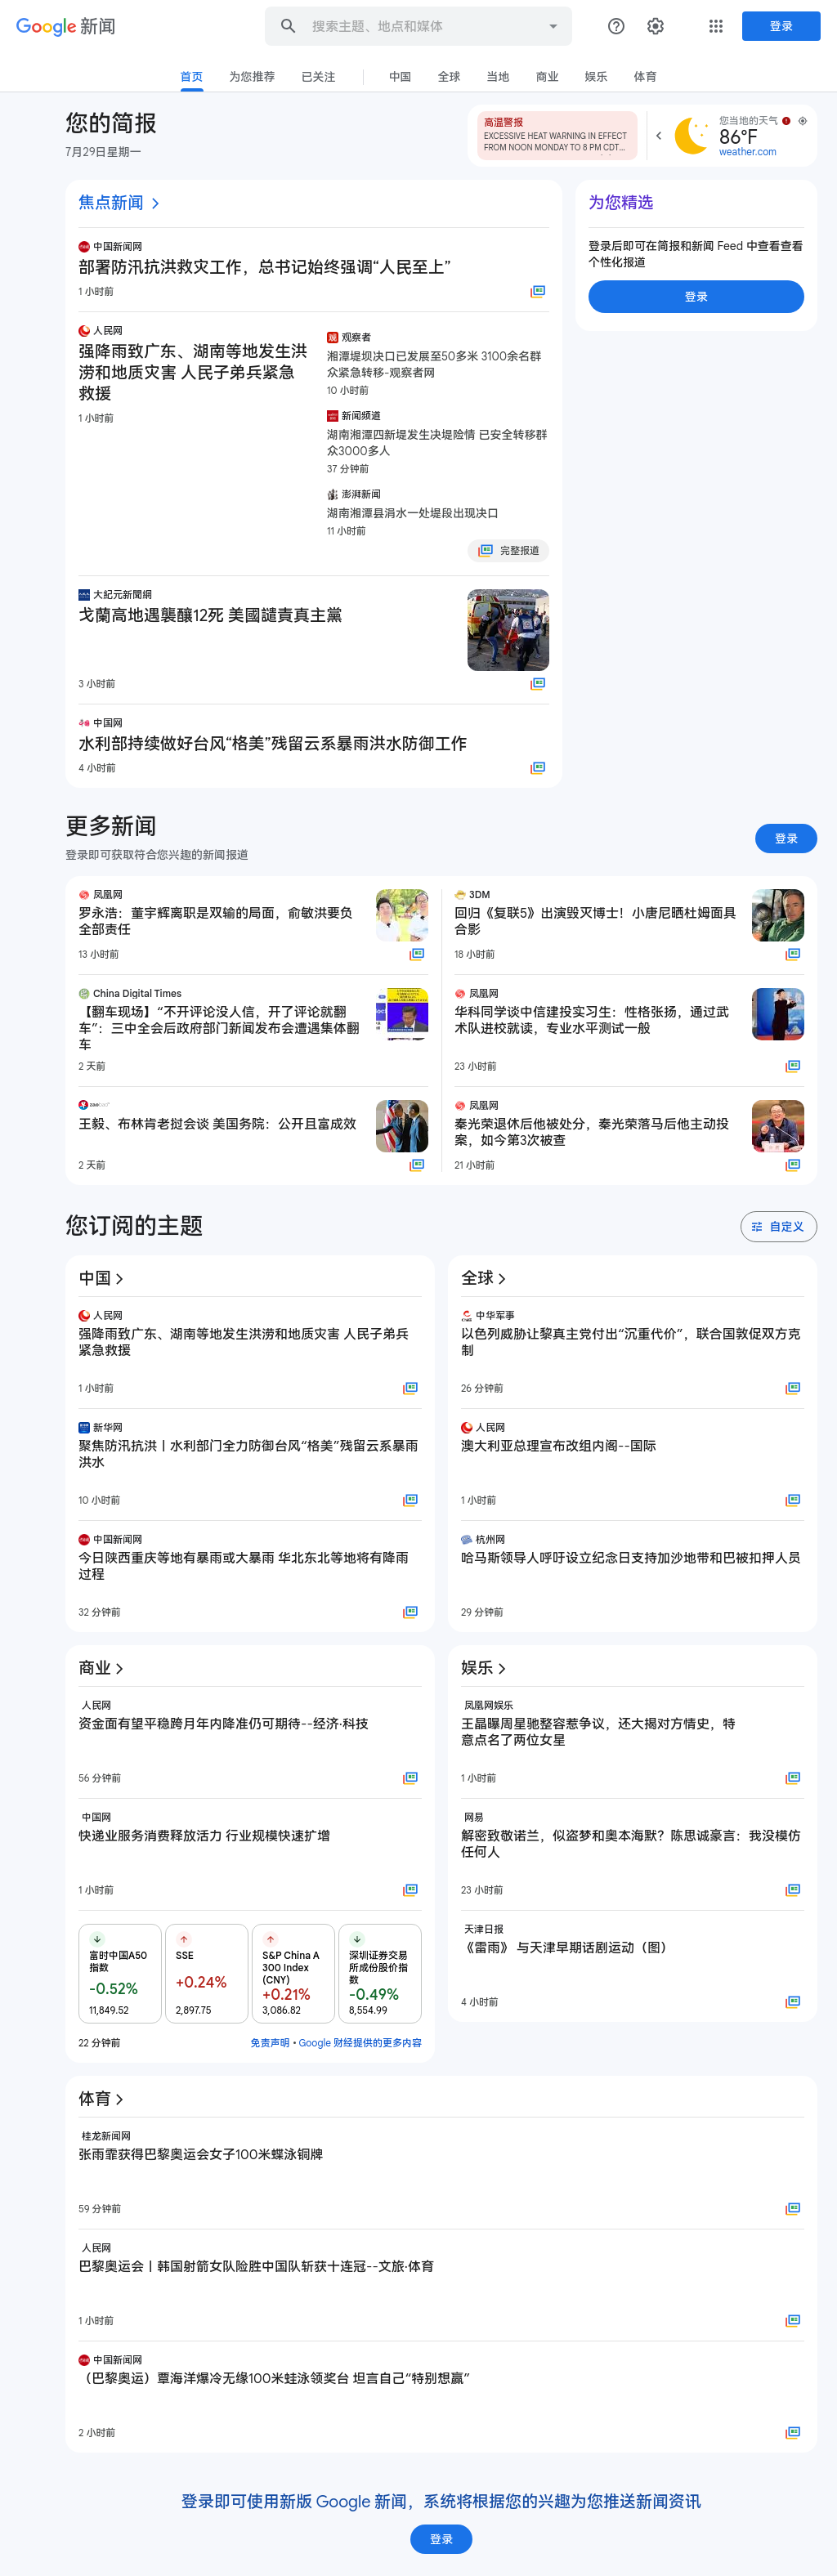 Google 新闻
搜索主题、地点和媒体
登录
首页
为您推荐
已关注
中国
全球
当地
商业
娱乐
体育
您的简报
7月29日星期一
高温警报
EXCESSIVE HEAT WARNING IN EFFECT
FROM NOON MONDAY TO 8 PM CDT...
您当地的天气
86°F
weather.com
焦点新闻
中国新闻网
部署防汛抗洪救灾工作，总书记始终强调“人民至上”
1 小时前
人民网
强降雨致广东、湖南等地发生洪
涝和地质灾害 人民子弟兵紧急
救援
1 小时前
观察者
湘潭堤坝决口已发展至50多米 3100余名群
众紧急转移-观察者网
10 小时前
新闻频道
湖南湘潭四新堤发生决堤险情 已安全转移群
众3000多人
37 分钟前
澎湃新闻
湖南湘潭县涓水一处堤段出现决口
11 小时前
完整报道
大紀元新聞網
戈蘭高地遇襲釀12死 美國譴責真主黨
3 小时前
中国网
水利部持续做好台风“格美”残留云系暴雨洪水防御工作
4 小时前
为您精选
登录后即可在简报和新闻 Feed 中查看查看
个性化报道
登录
更多新闻
登录即可获取符合您兴趣的新闻报道
登录
凤凰网
罗永浩：董宇辉离职是双输的局面，俞敏洪要负
全部责任
13 小时前
China Digital Times
【翻车现场】“不开评论没人信，开了评论就翻
车”：三中全会后政府部门新闻发布会遭遇集体翻
车
2 天前
王毅、布林肯老挝会谈 美国务院：公开且富成效
2 天前
3DM
回归《复联5》出演毁灭博士！小唐尼晒杜姆面具
合影
18 小时前
凤凰网
华科同学谈中信建投实习生：性格张扬，通过武
术队进校就读，专业水平测试一般
23 小时前
凤凰网
秦光荣退休后他被处分，秦光荣落马后他主动投
案，如今第3次被查
21 小时前
您订阅的主题
自定义
中国
人民网
强降雨致广东、湖南等地发生洪涝和地质灾害 人民子弟兵
紧急救援
1 小时前
新华网
聚焦防汛抗洪丨水利部门全力防御台风“格美”残留云系暴雨
洪水
10 小时前
中国新闻网
今日陕西重庆等地有暴雨或大暴雨 华北东北等地将有降雨
过程
32 分钟前
全球
中华军事
以色列威胁让黎真主党付出“沉重代价”，联合国敦促双方克
制
26 分钟前
人民网
澳大利亚总理宣布改组内阁--国际
1 小时前
杭州网
哈马斯领导人呼吁设立纪念日支持加沙地带和巴被扣押人员
29 分钟前
商业
人民网
资金面有望平稳跨月年内降准仍可期待--经济·科技
56 分钟前
中国网
快递业服务消费释放活力 行业规模快速扩增
1 小时前
富时中国A50
指数
-0.52%
11,849.52
SSE
+0.24%
2,897.75
S&P China A
300 Index
(CNY)
+0.21%
3,086.82
深圳证券交易
所成份股价指
数
-0.49%
8,554.99
22 分钟前
免责声明 • Google 财经提供的更多内容
娱乐
凤凰网娱乐
王晶曝周星驰整容惹争议，还大揭对方情史，特
意点名了两位女星
1 小时前
网易
解密致敬诺兰，似盗梦和奥本海默？陈思诚豪言：我没模仿
任何人
23 小时前
天津日报
《雷雨》 与天津早期话剧运动（图）
4 小时前
体育
桂龙新闻网
张雨霏获得巴黎奥运会女子100米蝶泳铜牌
59 分钟前
人民网
巴黎奥运会丨韩国射箭女队险胜中国队斩获十连冠--文旅·体育
1 小时前
中国新闻网
（巴黎奥运）覃海洋爆冷无缘100米蛙泳领奖台 坦言自己“特别想赢”
2 小时前
登录即可使用新版 Google 新闻，系统将根据您的兴趣为您推送新闻资讯
登录